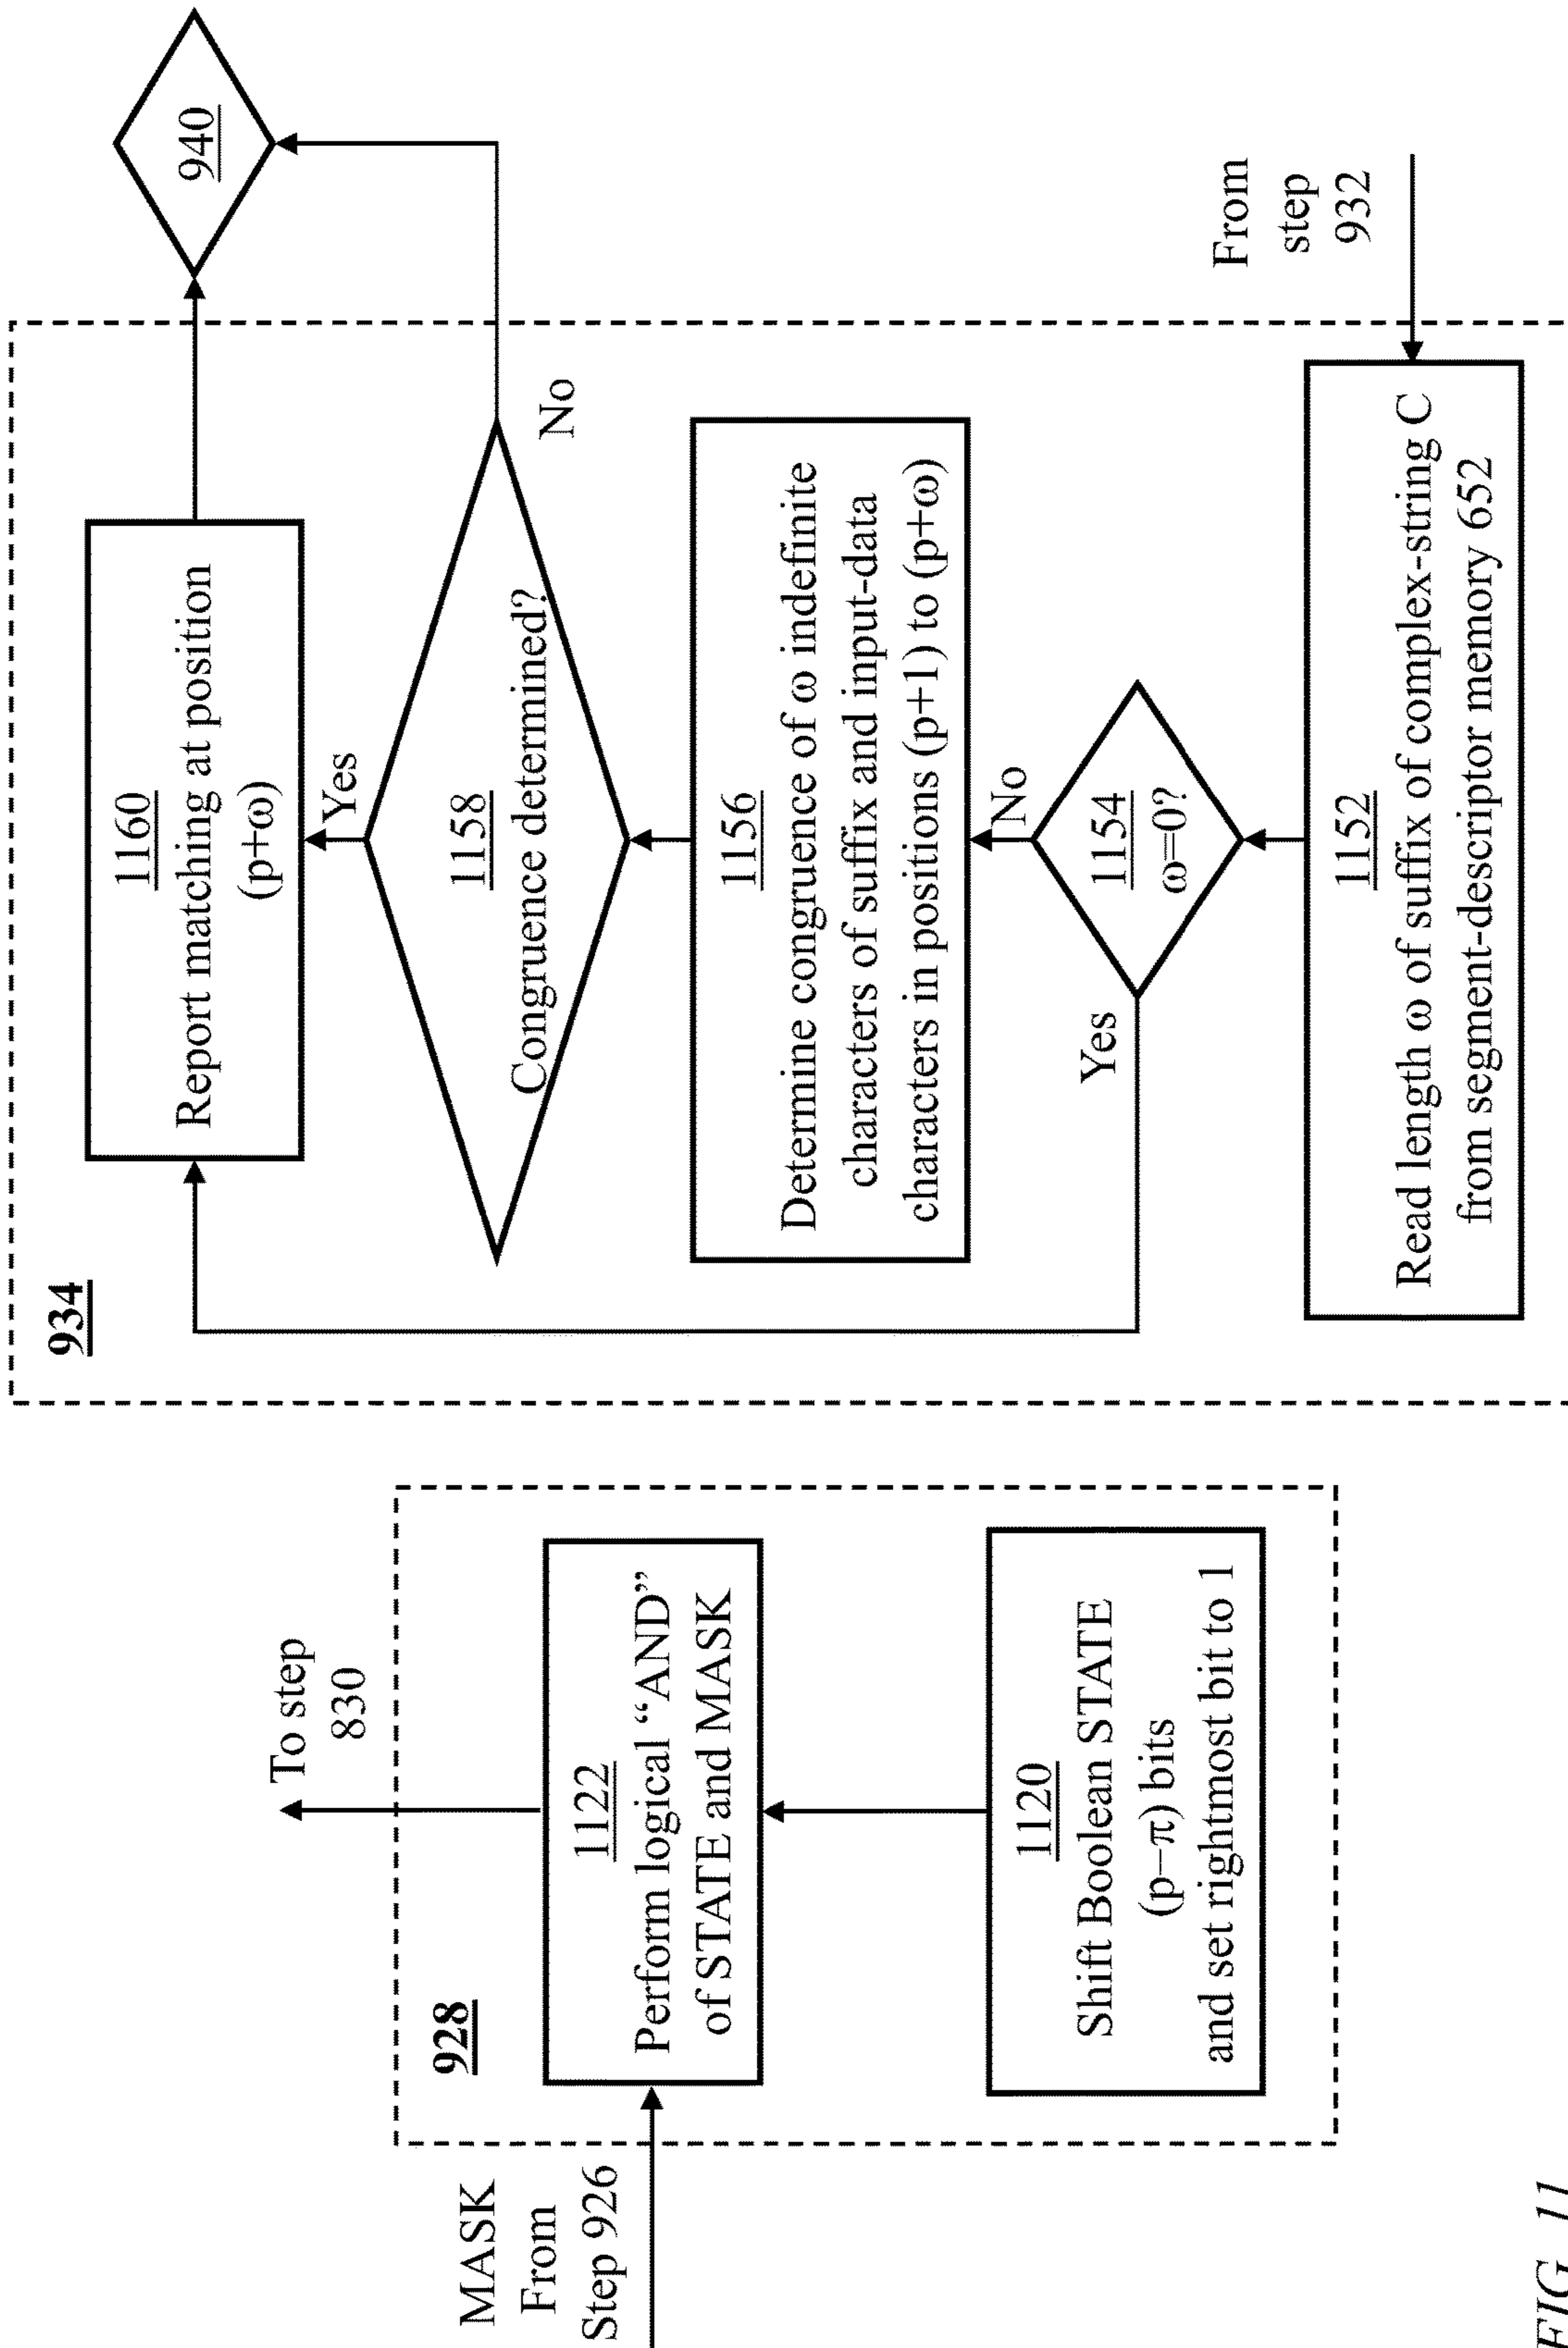 To step
830
MASK
From
Step 926
928
1122
Perform logical “AND”
of STATE and MASK
1120
Shift Boolean STATE
(p−π) bits
and set rightmost bit to 1
934
1160
Report matching at position
(p+ω)
Yes
940
1158
Congruence determined?
No
1156
Determine congruence of ω indefinite
characters of suffix and input-data
characters in positions (p+1) to (p+ω)
No
1154
ω=0?
Yes
From
step
932
1152
Read length ω of suffix of complex-string C
from segment-descriptor memory 652
FIG. 11